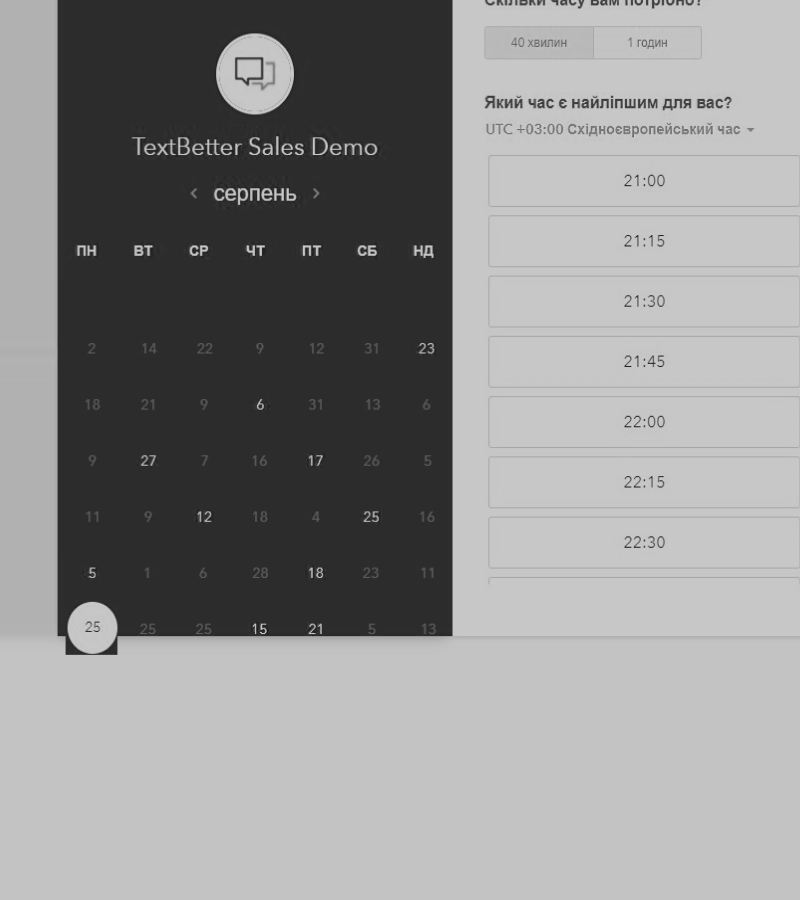 TextBetter Sales Demo
серпень
ПН ВТ СР ЧТ ПТ СБ НД
2 14 22 9 12 31 23
18 21 9 6 31 13 6
9 27 7 16 17 26 5
11 9 12 18 4 25 16
5 1 6 28 18 23 11
25 25 25 15 21 5 13
Скільки часу вам потрібно?
40 хвилин 1 годин
Який час є найліпшим для вас?
UTC +03:00 Східноєвропейський час
21:00
21:15
21:30
21:45
22:00
22:15
22:30